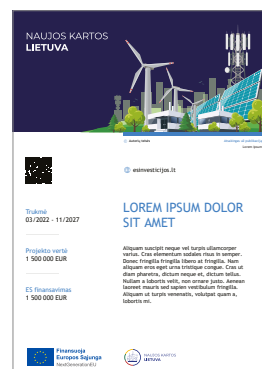 NAUJOS KARTOS
LIETUVA
esinvesticijos.lt
Trukmė
03/2022 - 11/2027
Projekto vertė
1 500 000 EUR
ES finansavimas
1 500 000 EUR
LOREM IPSUM DOLOR
SIT AMET
Aliquam suscipit neque vel turpis ullamcorper
varius. Cras elementum sodales risus in semper.
Donec fringilla fringilla libero at fringilla. Nam
aliquam eros eget urna tristique congue. Cras ut
diam pharetra, dictum neque et, dictum tellus.
Nullam a lobortis velit, non ornare justo. Aenean
laoreet mauris sed sapien vestibulum fringilla.
Aliquam ut turpis venenatis, volutpat quam a,
lobortis mi.
Finansuoja
Europos Sąjunga
NextGenerationEU
NAUJOS KARTOS
LIETUVA